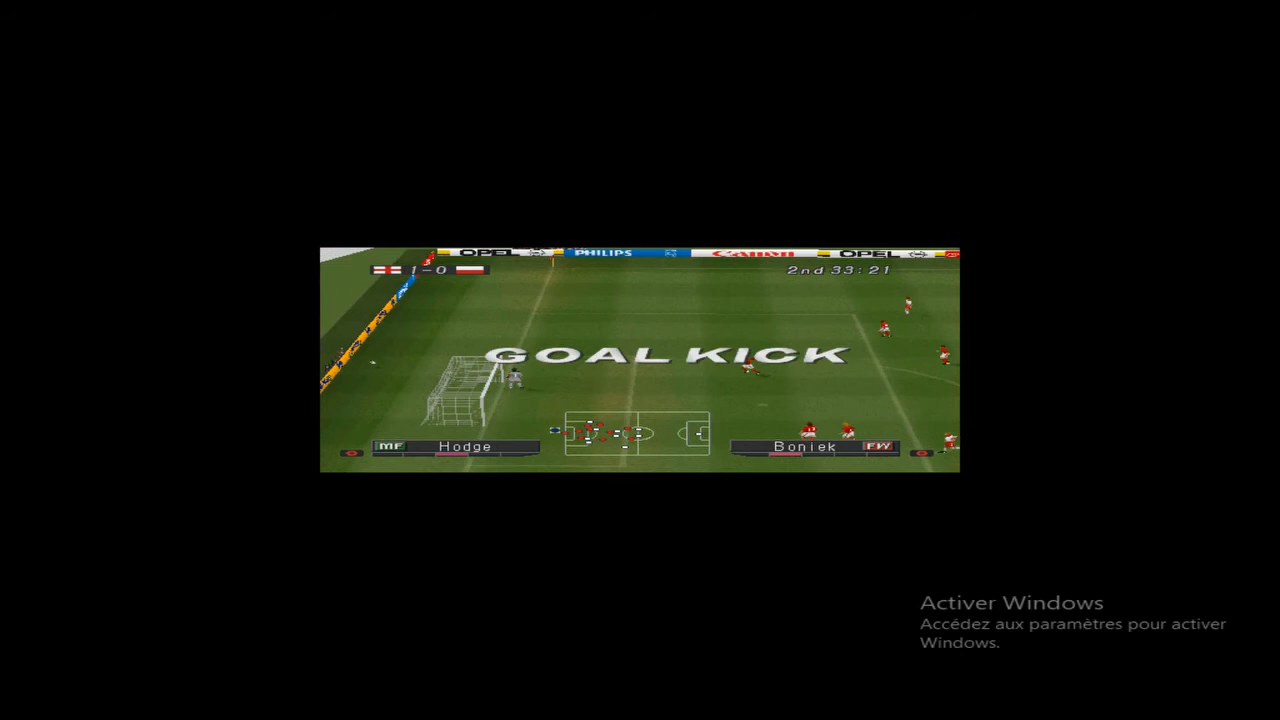 OPEL PHILIPS Canon OPEL
1-0 2nd 33:21
GOAL KICK
MF Hodge Boniek FW
Activer Windows
Accédez aux paramètres pour activer
Windows.